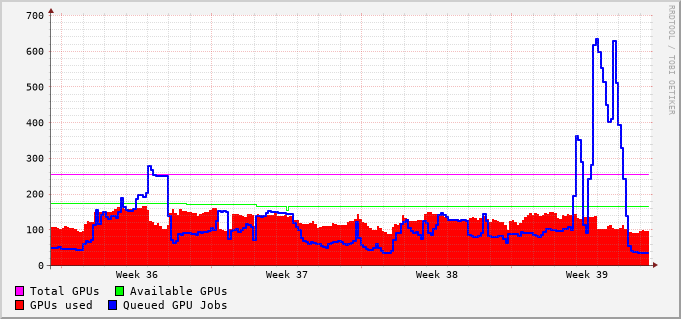 700
600
500
400
300
200
100
0
Week 36 Week 37 Week 38 Week 39
Total GPUs Available GPUs
GPUs used Queued GPU Jobs
RRDTOOL / TOBI OETIKER